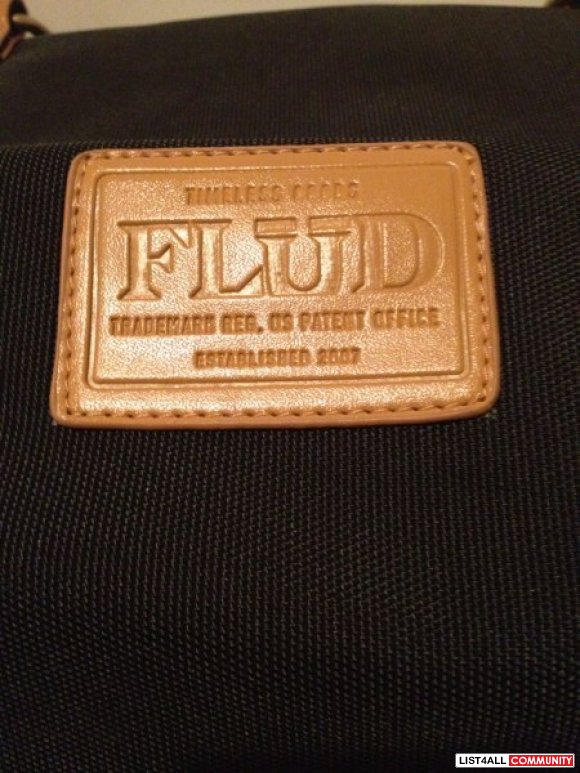 TIMELESS GOODS
FLUD
TRADEMARK REG. US PATENT OFFICE
ESTABLISHED 2007
LIST4ALL COMMUNITY